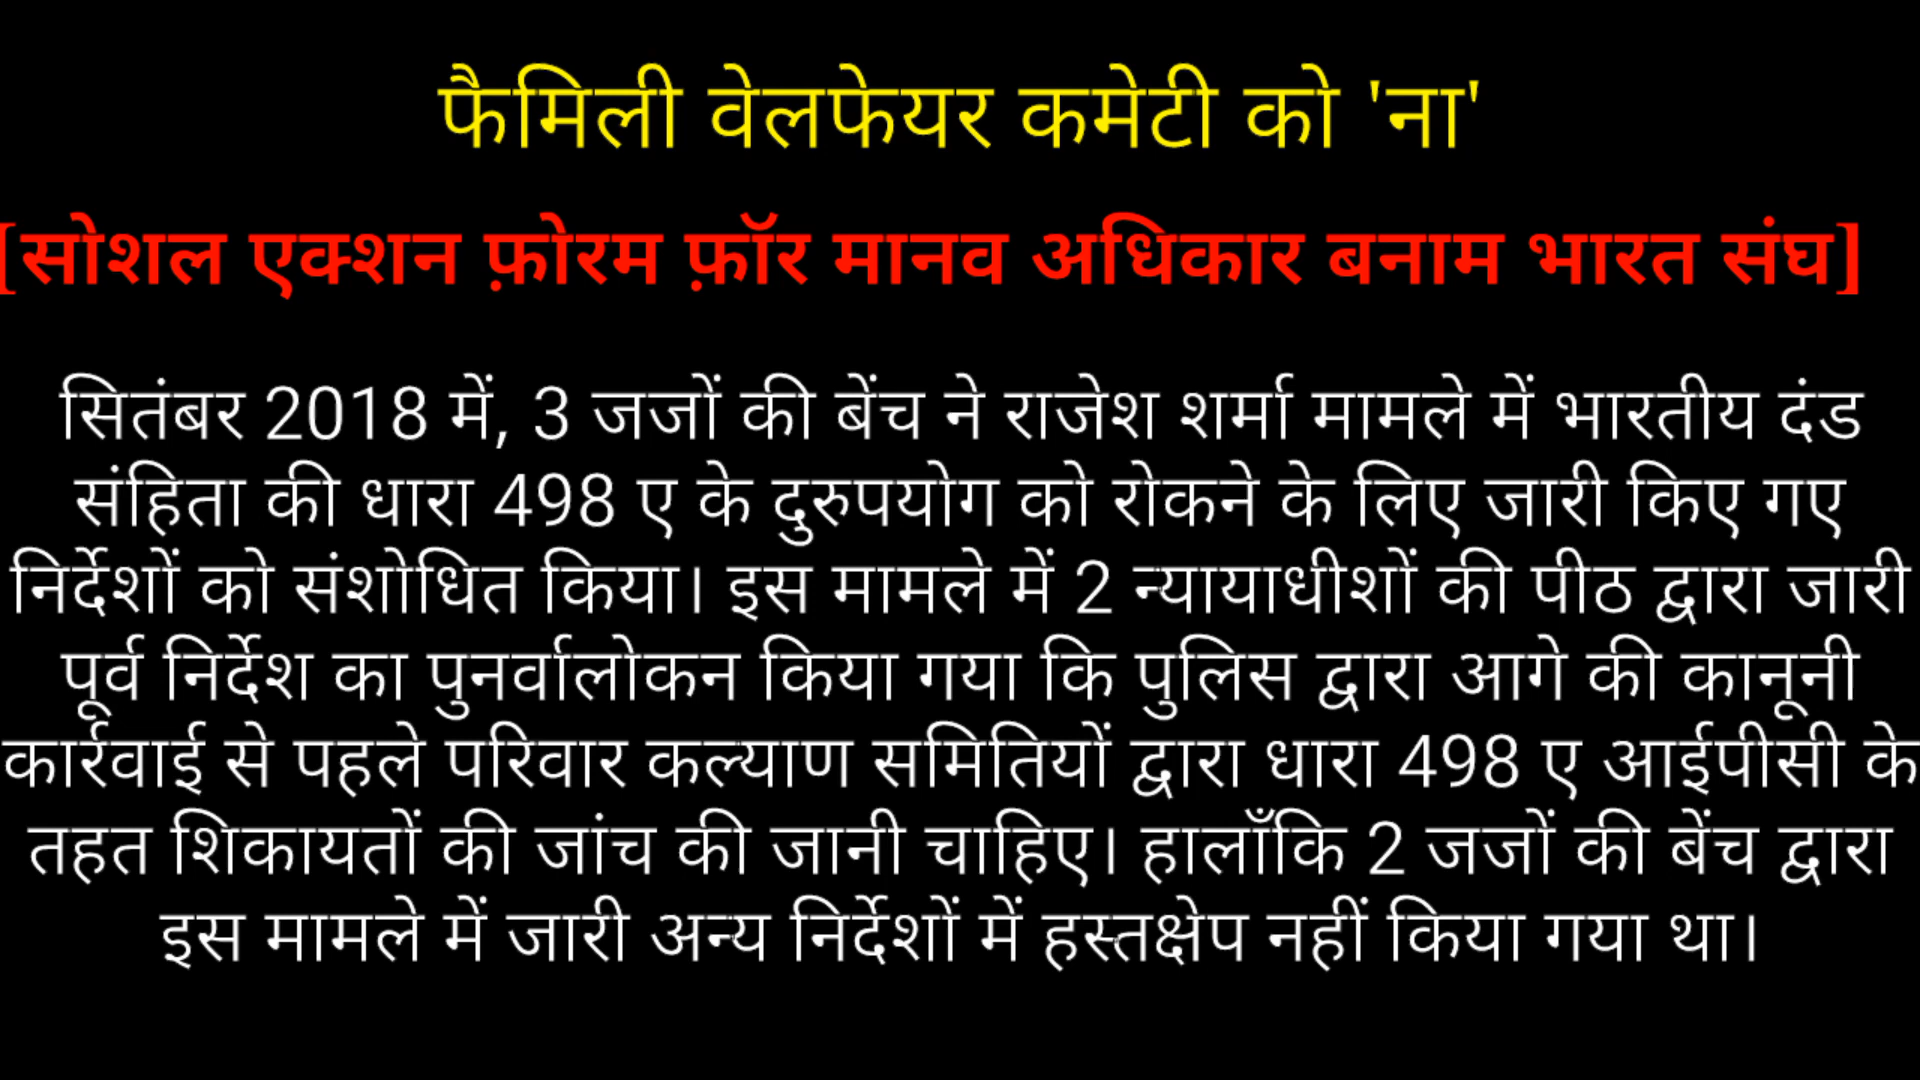 फैमिली वेलफेयर कमेटी को 'ना'
[सोशल एक्शन फ़ोरम फ़ॉर मानव अधिकार बनाम भारत संघ]
सितंबर 2018 में, 3 जजों की बेंच ने राजेश शर्मा मामले में भारतीय दंड
संहिता की धारा 498 ए के दुरुपयोग को रोकने के लिए जारी किए गए
निर्देशों को संशोधित किया। इस मामले में 2 न्यायाधीशों की पीठ द्वारा जारी
पूर्व निर्देश का पुनर्वालोकन किया गया कि पुलिस द्वारा आगे की कानूनी
कार्रवाई से पहले परिवार कल्याण समितियों द्वारा धारा 498 ए आईपीसी के
तहत शिकायतों की जांच की जानी चाहिए। हालाँकि 2 जजों की बेंच द्वारा
इस मामले में जारी अन्य निर्देशों में हस्तक्षेप नहीं किया गया था।